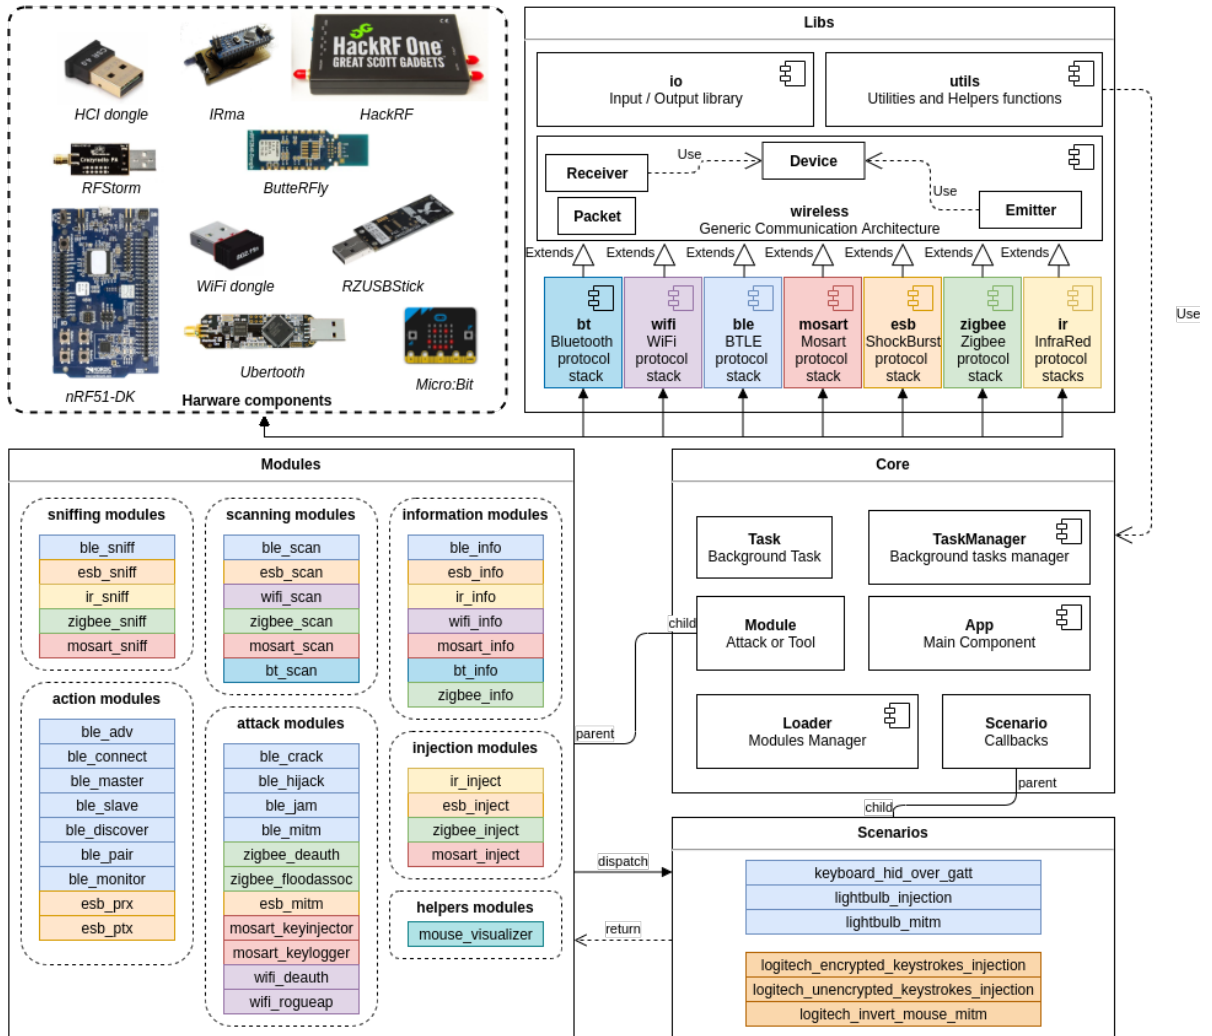 HCI dongle
IRma
HackRF One
GREAT SCOTT GADGETS
HackRF
RFStorm
ButteRFly
nRF51-DK
WiFi dongle
RZUSBStick
Ubertooth
Micro:Bit
Harware components
Libs
io
Input / Output library
utils
Utilities and Helpers functions
Receiver
Use
Device
Packet
Use
Emitter
wireless
Generic Communication Architecture
Extends
Extends
Extends
Extends
Extends
Extends
Extends
bt
Bluetooth
protocol
stack
wifi
WiFi
protocol
stack
ble
BTLE
protocol
stack
mosart
Mosart
protocol
stack
esb
ShockBurst
protocol
stack
zigbee
Zigbee
protocol
stack
ir
InfraRed
protocol
stacks
Use
Modules
sniffing modules
ble_sniff
esb_sniff
ir_sniff
zigbee_sniff
mosart_sniff
scanning modules
ble_scan
esb_scan
wifi_scan
zigbee_scan
mosart_scan
bt_scan
information modules
ble_info
esb_info
ir_info
wifi_info
mosart_info
bt_info
zigbee_info
action modules
ble_adv
ble_connect
ble_master
ble_slave
ble_discover
ble_pair
ble_monitor
esb_prx
esb_ptx
attack modules
ble_crack
ble_hijack
ble_jam
ble_mitm
zigbee_deauth
zigbee_floodassoc
esb_mitm
mosart_keyinjector
mosart_keylogger
wifi_deauth
wifi_rogueap
injection modules
ir_inject
esb_inject
zigbee_inject
mosart_inject
helpers modules
mouse_visualizer
Core
Task
Background Task
TaskManager
Background tasks manager
Module
Attack or Tool
App
Main Component
Loader
Modules Manager
Scenario
Callbacks
child
parent
parent
child
dispatch
return
Scenarios
keyboard_hid_over_gatt
lightbulb_injection
lightbulb_mitm
logitech_encrypted_keystrokes_injection
logitech_unencrypted_keystrokes_injection
logitech_invert_mouse_mitm